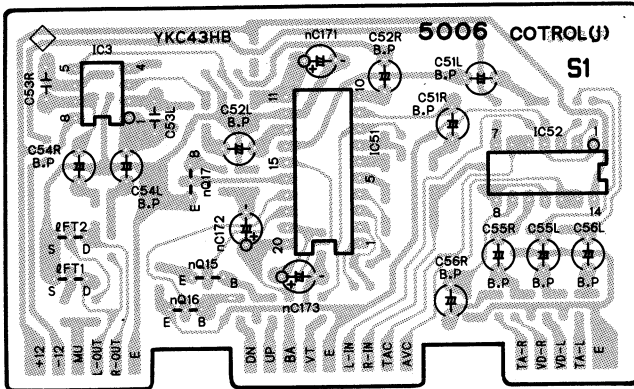 YKC43HB
nC171
5006 COTROL(J)
S1
IC3
5
4
8
C53R
C53L
C52R
B.P
C51L
B.P
C51R
B.P
11
10
C52L
B.P
IC51
7
IC52
1
C54R
B.P
C54L
B.P
8
nQ17
E
15
5
8
14
nC172
20
1
C55R
C55L
C56L
B.P
B.P
B.P
C56R
B.P
ℓFT2
S
D
ℓFT1
S
D
nQ15
E
B
nQ16
E
B
nC173
+12
-12
MU
L-OUT
R-OUT
E
DN
UP
BA
VT
E
L-IN
R-IN
TAC
AVC
TA-R
VD-R
VD-L
TA-L
E